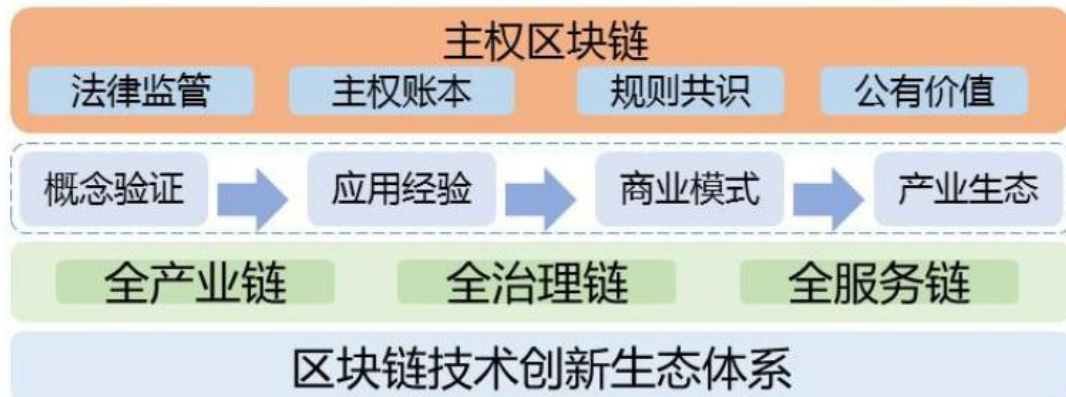 主权区块链
法律监管 主权账本 规则共识 公有价值
概念验证 应用经验 商业模式 产业生态
全产业链 全治理链 全服务链
区块链技术创新生态体系